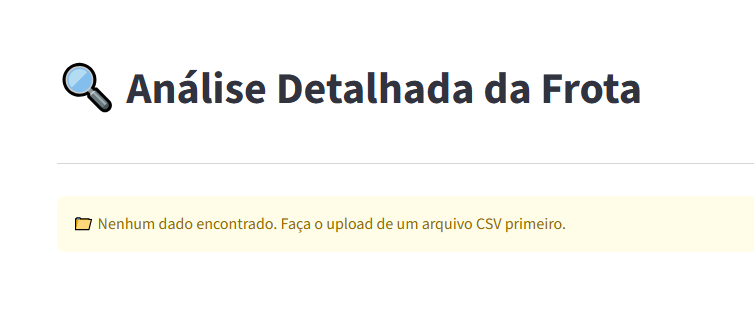 Análise Detalhada da Frota
Nenhum dado encontrado. Faça o upload de um arquivo CSV primeiro.